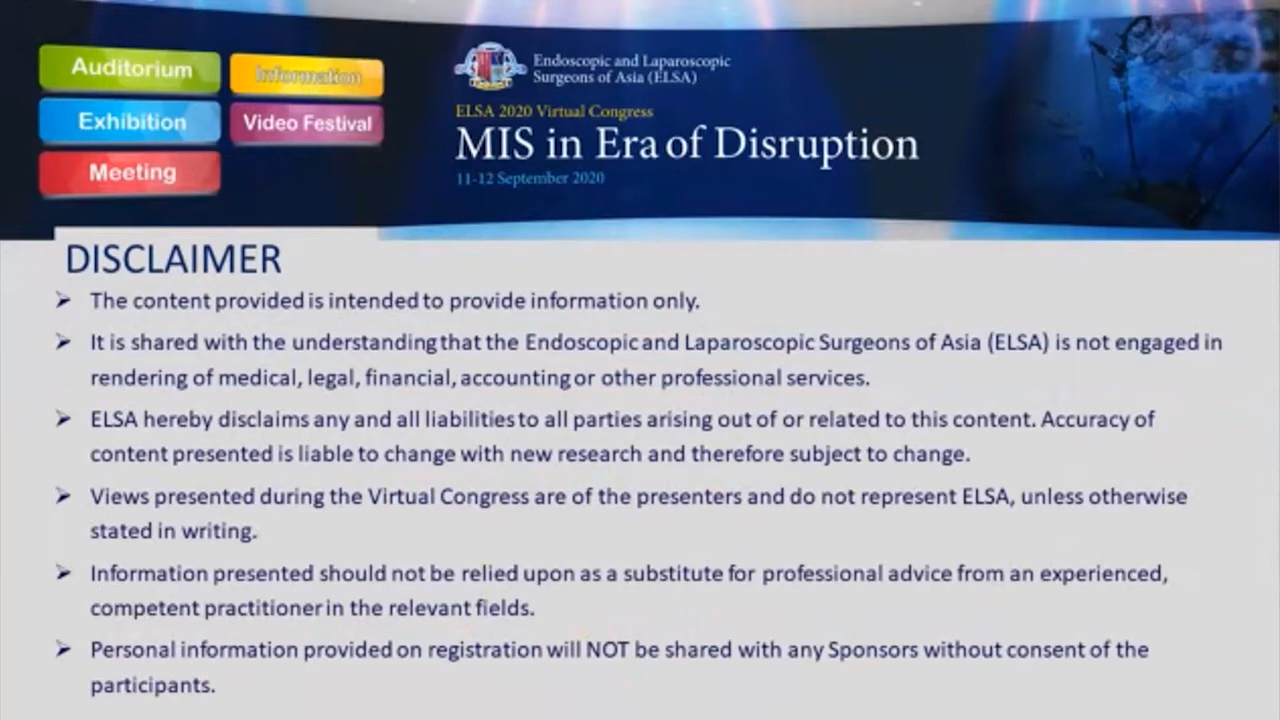 Auditorium
Information
Exhibition
Video Festival
Meeting
Endoscopic and Laparoscopic
Surgeons of Asia (ELSA)
ELSA 2020 Virtual Congress
MIS in Era of Disruption
11-12 September 2020
DISCLAIMER
➢ The content provided is intended to provide information only.
➢ It is shared with the understanding that the Endoscopic and Laparoscopic Surgeons of Asia (ELSA) is not engaged in
rendering of medical, legal, financial, accounting or other professional services.
➢ ELSA hereby disclaims any and all liabilities to all parties arising out of or related to this content. Accuracy of
content presented is liable to change with new research and therefore subject to change.
➢ Views presented during the Virtual Congress are of the presenters and do not represent ELSA, unless otherwise
stated in writing.
➢ Information presented should not be relied upon as a substitute for professional advice from an experienced,
competent practitioner in the relevant fields.
➢ Personal information provided on registration will NOT be shared with any Sponsors without consent of the
participants.